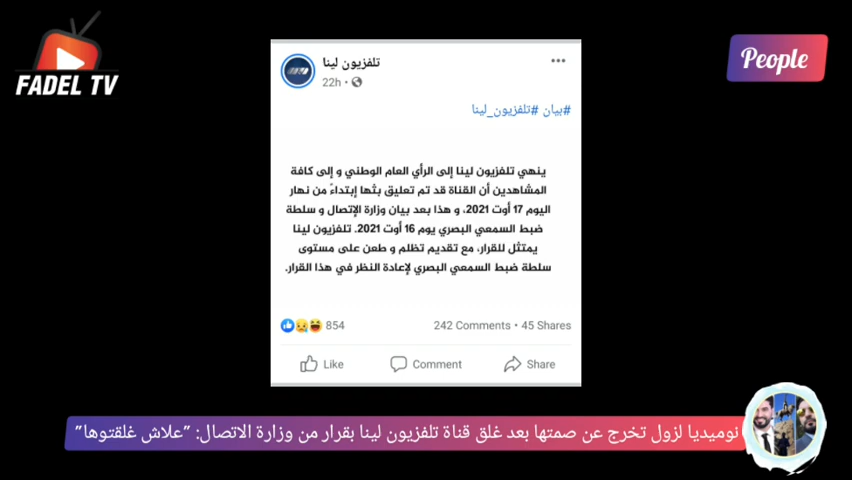 FADEL TV
People
تلفزيون لينا
22h
#بيان #تلفزيون_لينا
ينهي تلفزيون لينا إلى الرأي العام الوطني و إلى كافة
المشاهدين أن القناة قد تم تعليق بثها إبتداءً من نهار
اليوم 17 أوت 2021، و هذا بعد بيان وزارة الإتصال و سلطة
ضبط السمعي البصري يوم 16 أوت 2021. تلفزيون لينا
يمتثل للقرار، مع تقديم تظلم و طعن على مستوى
سلطة ضبط السمعي البصري لإعادة النظر في هذا القرار.
854
242 Comments • 45 Shares
Like Comment Share
نوميديا لزول تخرج عن صمتها بعد غلق قناة تلفزيون لينا بقرار من وزارة الاتصال: "علاش غلقتوها"